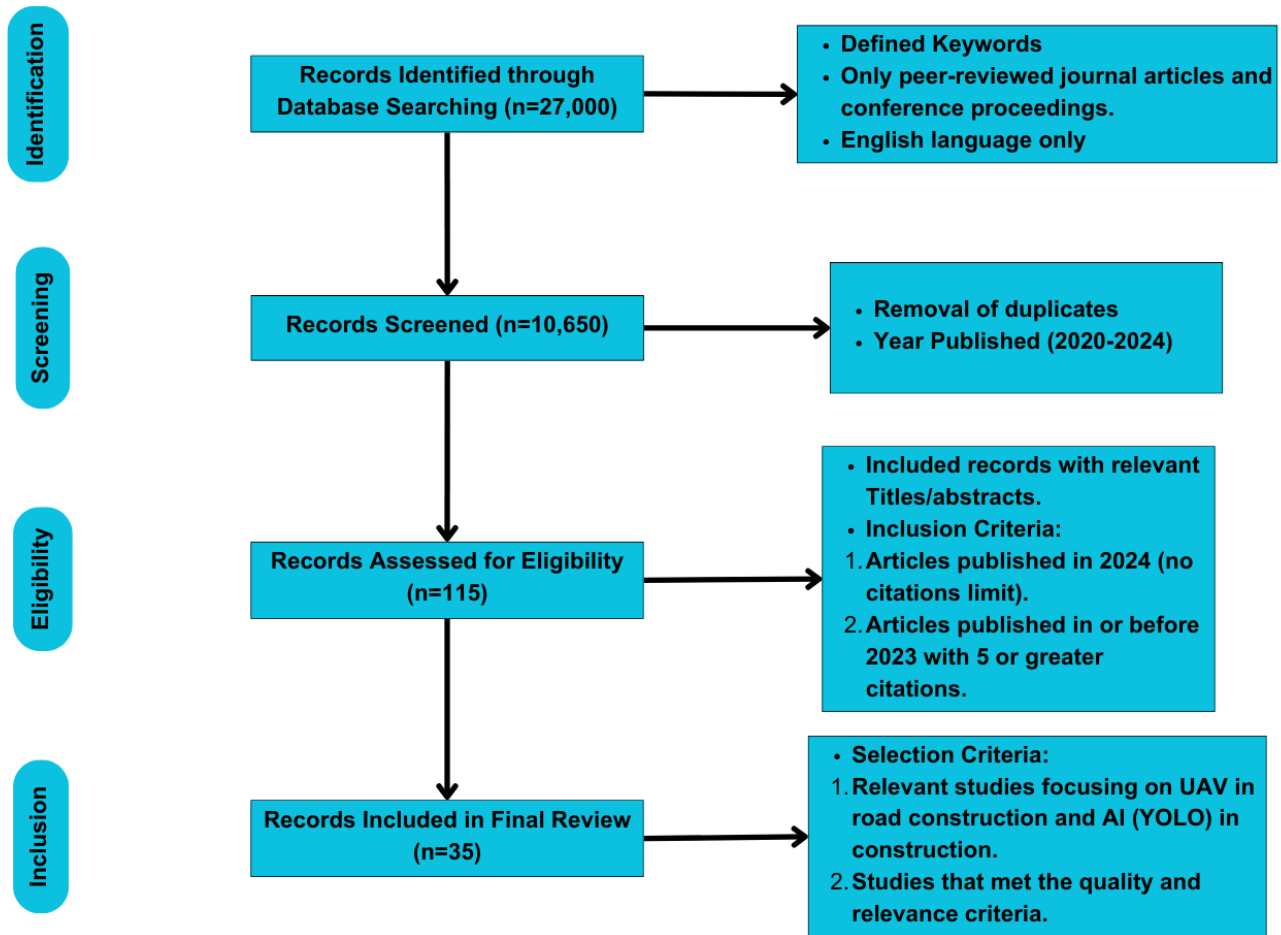 Identification
Records Identified through
Database Searching (n=27,000)
• Defined Keywords
• Only peer-reviewed journal articles and
conference proceedings.
• English language only
Screening
Records Screened (n=10,650)
• Removal of duplicates
• Year Published (2020-2024)
Eligibility
Records Assessed for Eligibility
(n=115)
• Included records with relevant
Titles/abstracts.
• Inclusion Criteria:
1. Articles published in 2024 (no
citations limit).
2. Articles published in or before
2023 with 5 or greater
citations.
Inclusion
Records Included in Final Review
(n=35)
• Selection Criteria:
1. Relevant studies focusing on UAV in
road construction and AI (YOLO) in
construction.
2. Studies that met the quality and
relevance criteria.